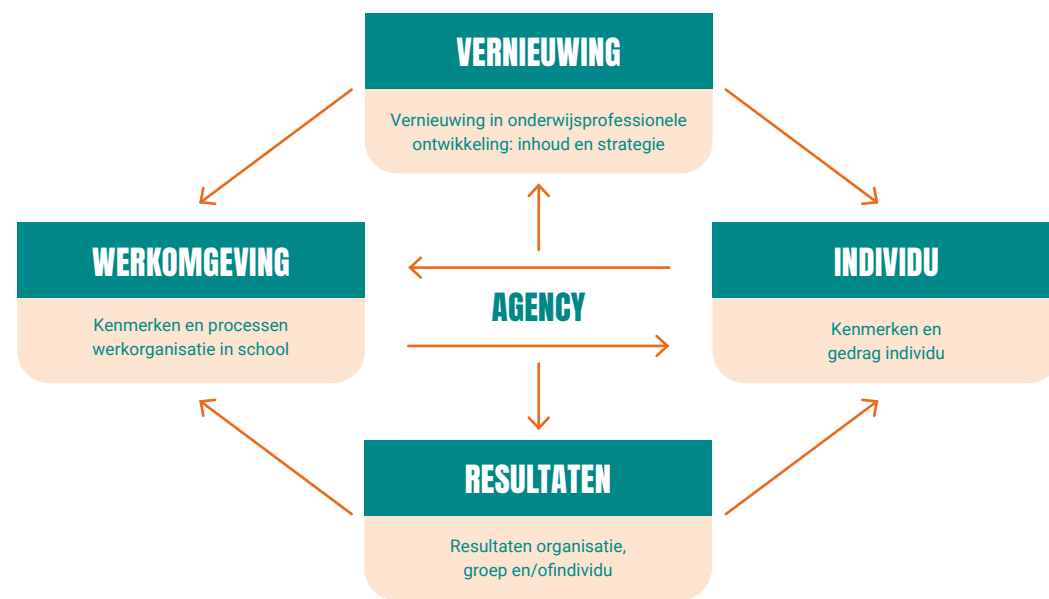 VERNIEUWING
Vernieuwing in onderwijsprofessionele
ontwikkeling: inhoud en strategie
WERKOMGEVING
Kenmerken en processen
werkorganisatie in school
AGENCY
INDIVIDU
Kenmerken en
gedrag individu
RESULTATEN
Resultaten organisatie,
groep en/ofindividu